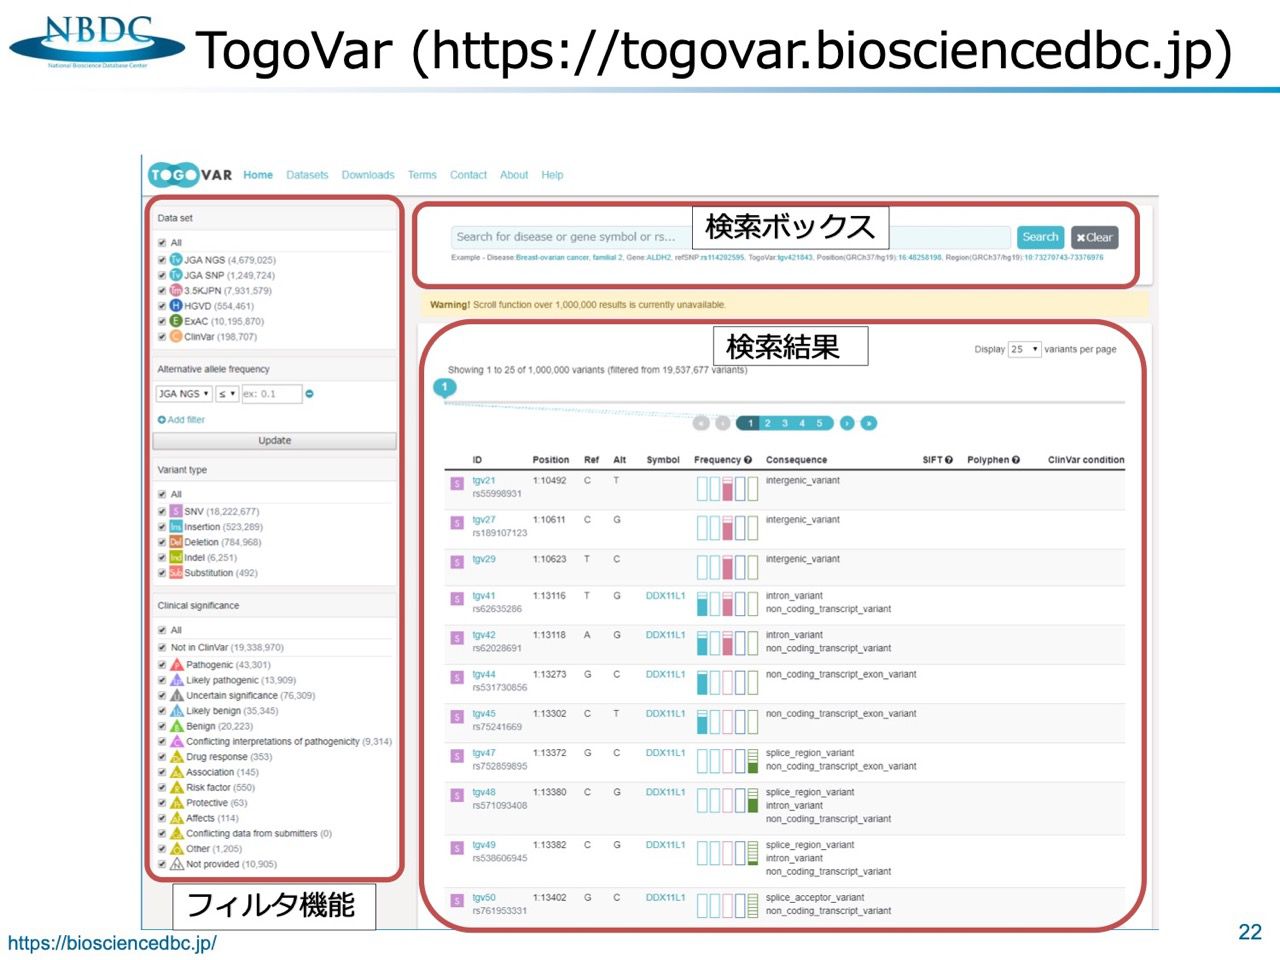 NBDC
National Bioscience Database Center
TogoVar (https://togovar.biosciencedbc.jp)
TOGOVAR Home Datasets Downloads Terms Contact About Help
Data set
All
Tv JGA NGS (4,679,025)
Tv JGA SNP (1,249,724)
Tm 3.5KJPN (7,931,579)
H HGVD (554,461)
E ExAC (10,195,870)
C ClinVar (198,707)
Alternative allele frequency
JGA NGS ≤ ex: 0.1
Add filter
Update
Variant type
All
S SNV (18,222,677)
Ins Insertion (523,289)
Del Deletion (784,968)
Ind Indel (6,251)
Sub Substitution (492)
Clinical significance
All
Not in ClinVar (19,338,970)
P Pathogenic (43,301)
LP Likely pathogenic (13,909)
U Uncertain significance (76,309)
Lb Likely benign (35,345)
B Benign (20,223)
C Conflicting interpretations of pathogenicity (9,314)
Drug response (353)
Association (145)
Risk factor (550)
Protective (63)
Affects (114)
Conflicting data from submitters (0)
Other (1,205)
Not provided (10,905)
フィルタ機能
検索ボックス
Search for disease or gene symbol or rs... Search Clear
Example - Disease:Breast-ovarian cancer, familial 2, Gene:ALDH2, refSNP:rs114202595, TogoVar:tgv421843, Position(GRCh37/hg19):16:48258198, Region(GRCh37/hg19):10:73270743-73376976
Warning! Scroll function over 1,000,000 results is currently unavailable.
検索結果
Display 25 variants per page
Showing 1 to 25 of 1,000,000 variants (filtered from 19,537,677 variants)
1
« ‹ 1 2 3 4 5 › »
ID Position Ref Alt Symbol Frequency Consequence SIFT Polyphen ClinVar condition
S tgv21 1:10492 C T intergenic_variant
rs55998931
S tgv27 1:10611 C G intergenic_variant
rs189107123
S tgv29 1:10623 T C intergenic_variant
S tgv41 1:13116 T G DDX11L1 intron_variant
rs62635286 non_coding_transcript_variant
S tgv42 1:13118 A G DDX11L1 intron_variant
rs62028691 non_coding_transcript_variant
S tgv44 1:13273 G C DDX11L1 non_coding_transcript_exon_variant
rs531730856
S tgv45 1:13302 C T DDX11L1 non_coding_transcript_exon_variant
rs75241669
S tgv47 1:13372 G C DDX11L1 splice_region_variant
rs752859895 non_coding_transcript_exon_variant
S tgv48 1:13380 C G DDX11L1 splice_region_variant
rs571093408 intron_variant
non_coding_transcript_variant
S tgv49 1:13382 C G DDX11L1 splice_region_variant
rs538606945 intron_variant
non_coding_transcript_variant
S tgv50 1:13402 G C DDX11L1 splice_acceptor_variant
rs761953331 non_coding_transcript_variant
https://biosciencedbc.jp/
22